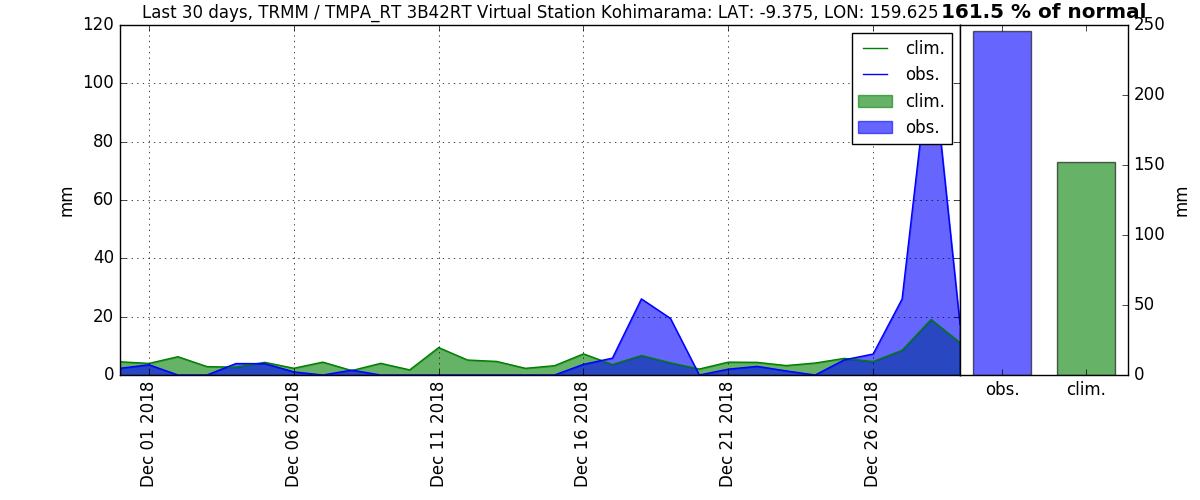 Last 30 days, TRMM / TMPA_RT 3B42RT Virtual Station Kohimarama: LAT: -9.375, LON: 159.625 161.5 % of normal
120
100
80
60
40
20
0
mm
clim.
obs.
clim.
obs.
250
200
150
100
50
0
mm
Dec 01 2018
Dec 06 2018
Dec 11 2018
Dec 16 2018
Dec 21 2018
Dec 26 2018
obs.
clim.